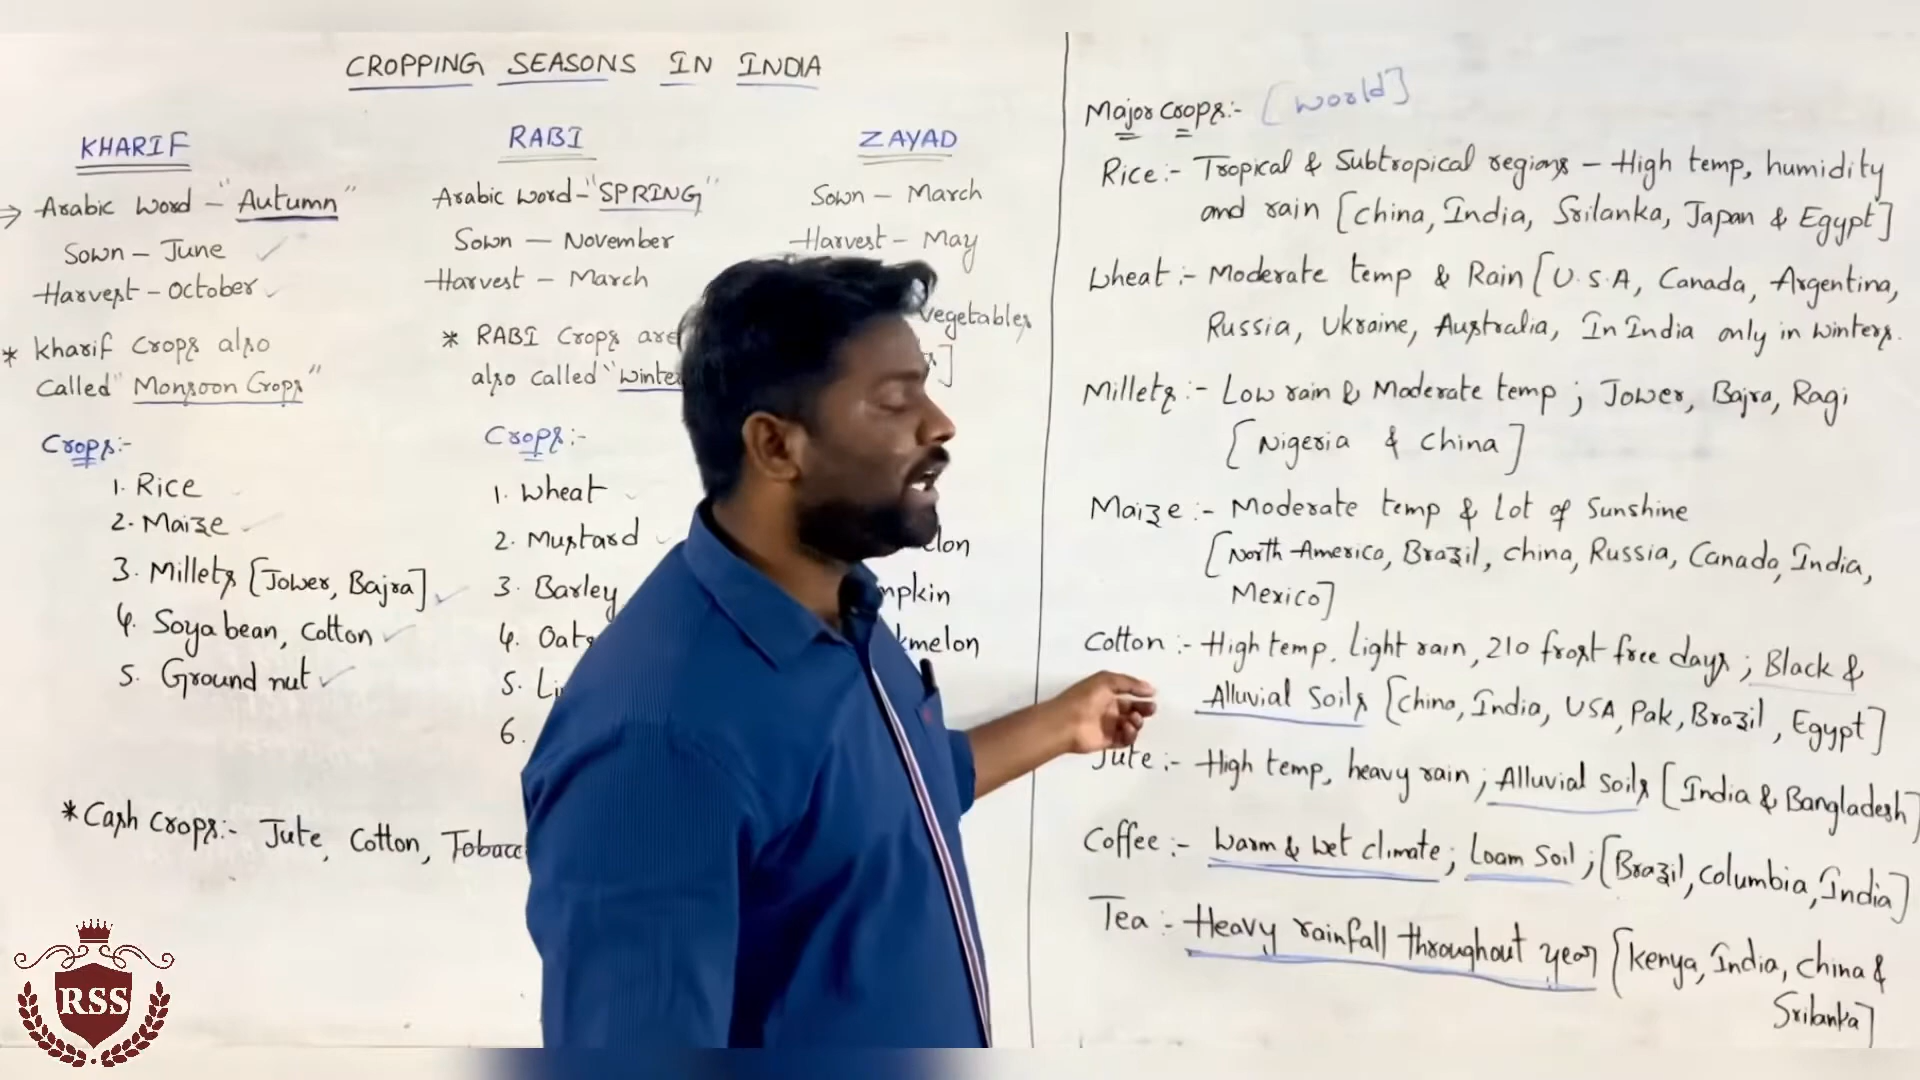 CROPPING SEASONS IN INDIA
KHARIF
Arabic Word - "Autumn"
Sown - June
Harvest - October
* Kharif Crops also
called "Monsoon Crops"
Crops:-
1. Rice
2. Maize
3. Millets [Jower, Bajra]
4. Soyabean, Cotton
5. Ground nut
RABI
Arabic Word - "SPRING"
Sown - November
Harvest - March
* RABI Crops are
also called "Winte
Crops:-
1. Wheat
2. Mustard
3. Barley
4. Oats
5. Li
6.
ZAYAD
Sown - March
Harvest - May
Vegetables
elon
mpkin
kmelon
* Cash Crops:- Jute, Cotton, Tobacc
Major Crops:- [World]
Rice:- Tropical & Subtropical regions - High temp, humidity
and rain [China, India, Srilanka, Japan & Egypt]
Wheat:- Moderate temp & Rain [U.S.A, Canada, Argentina,
Russia, Ukraine, Australia, In India only in winters.
Millets:- Low rain & Moderate temp; Jower, Bajra, Ragi
[Nigeria & China]
Maize:- Moderate temp & Lot of Sunshine
[North America, Brazil, China, Russia, Canada, India,
Mexico]
Cotton:- High temp, Light rain, 210 frost free days; Black &
Alluvial Soils [China, India, USA, Pak, Brazil, Egypt]
Jute:- High temp, heavy rain; Alluvial Soils [India & Bangladesh]
Coffee:- Warm & Wet climate; Loam Soil; [Brazil, Columbia, India]
Tea:- Heavy rainfall throughout year [Kenya, India, China &
Srilanka]
RSS